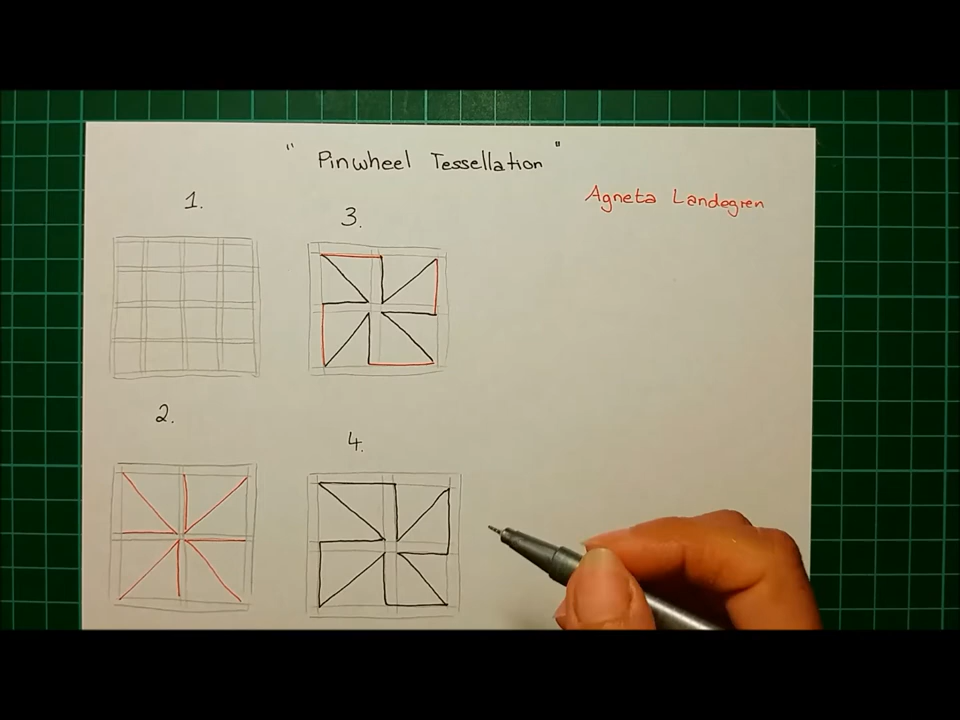 " Pinwheel Tessellation "
Agneta Landegren
1.
3.
2.
4.